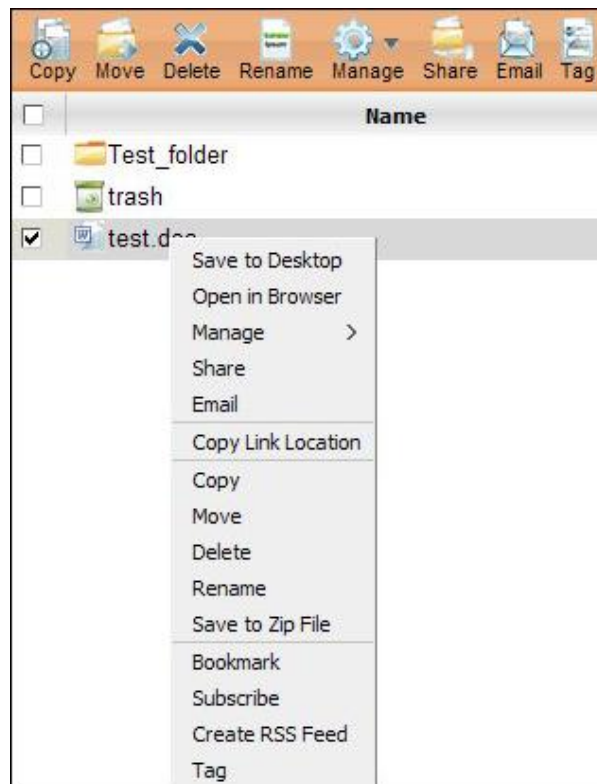 Copy Move Delete Rename Manage Share Email Tag
Name
Test_folder
trash
test.doc
Save to Desktop
Open in Browser
Manage >
Share
Email
Copy Link Location
Copy
Move
Delete
Rename
Save to Zip File
Bookmark
Subscribe
Create RSS Feed
Tag